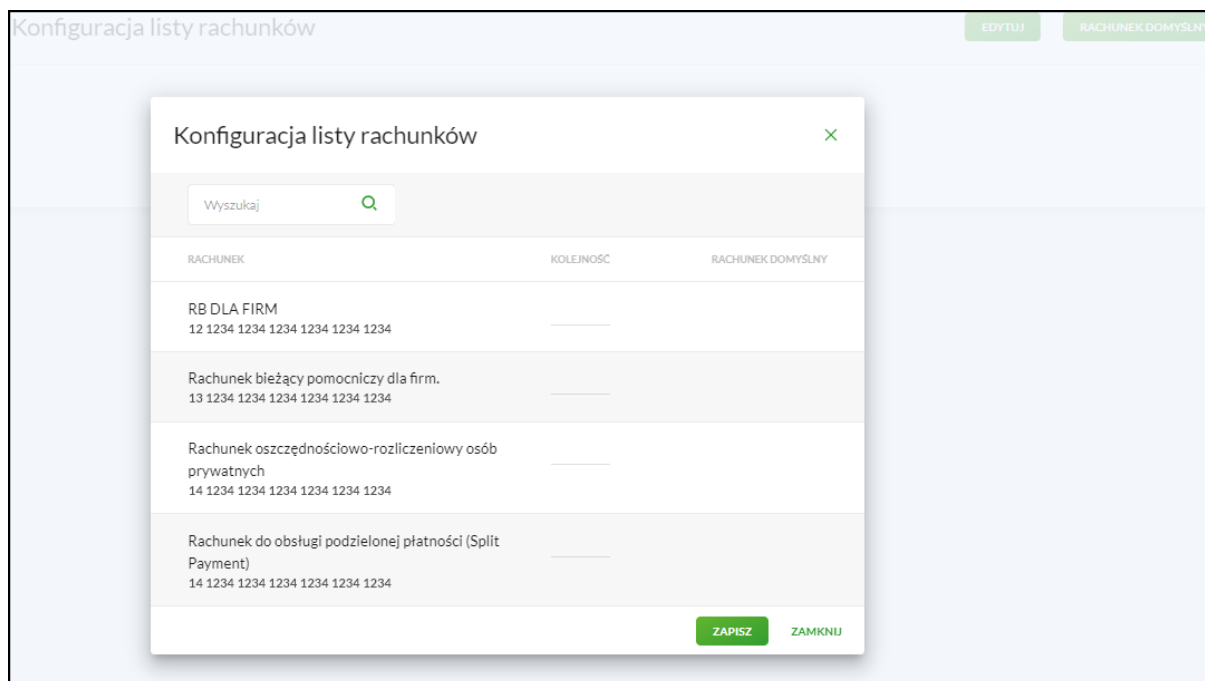 Konfiguracja listy rachunków
EDYTUJ
RACHUNEK DOMYŚLNY
Konfiguracja listy rachunków
Wyszukaj
RACHUNEK
KOLEJNOŚĆ
RACHUNEK DOMYŚLNY
RB DLA FIRM
12 1234 1234 1234 1234 1234 1234
Rachunek bieżący pomocniczy dla firm.
13 1234 1234 1234 1234 1234 1234
Rachunek oszczędnościowo-rozliczeniowy osób
prywatnych
14 1234 1234 1234 1234 1234 1234
Rachunek do obsługi podzielonej płatności (Split
Payment)
14 1234 1234 1234 1234 1234 1234
ZAPISZ
ZAMKNIJ